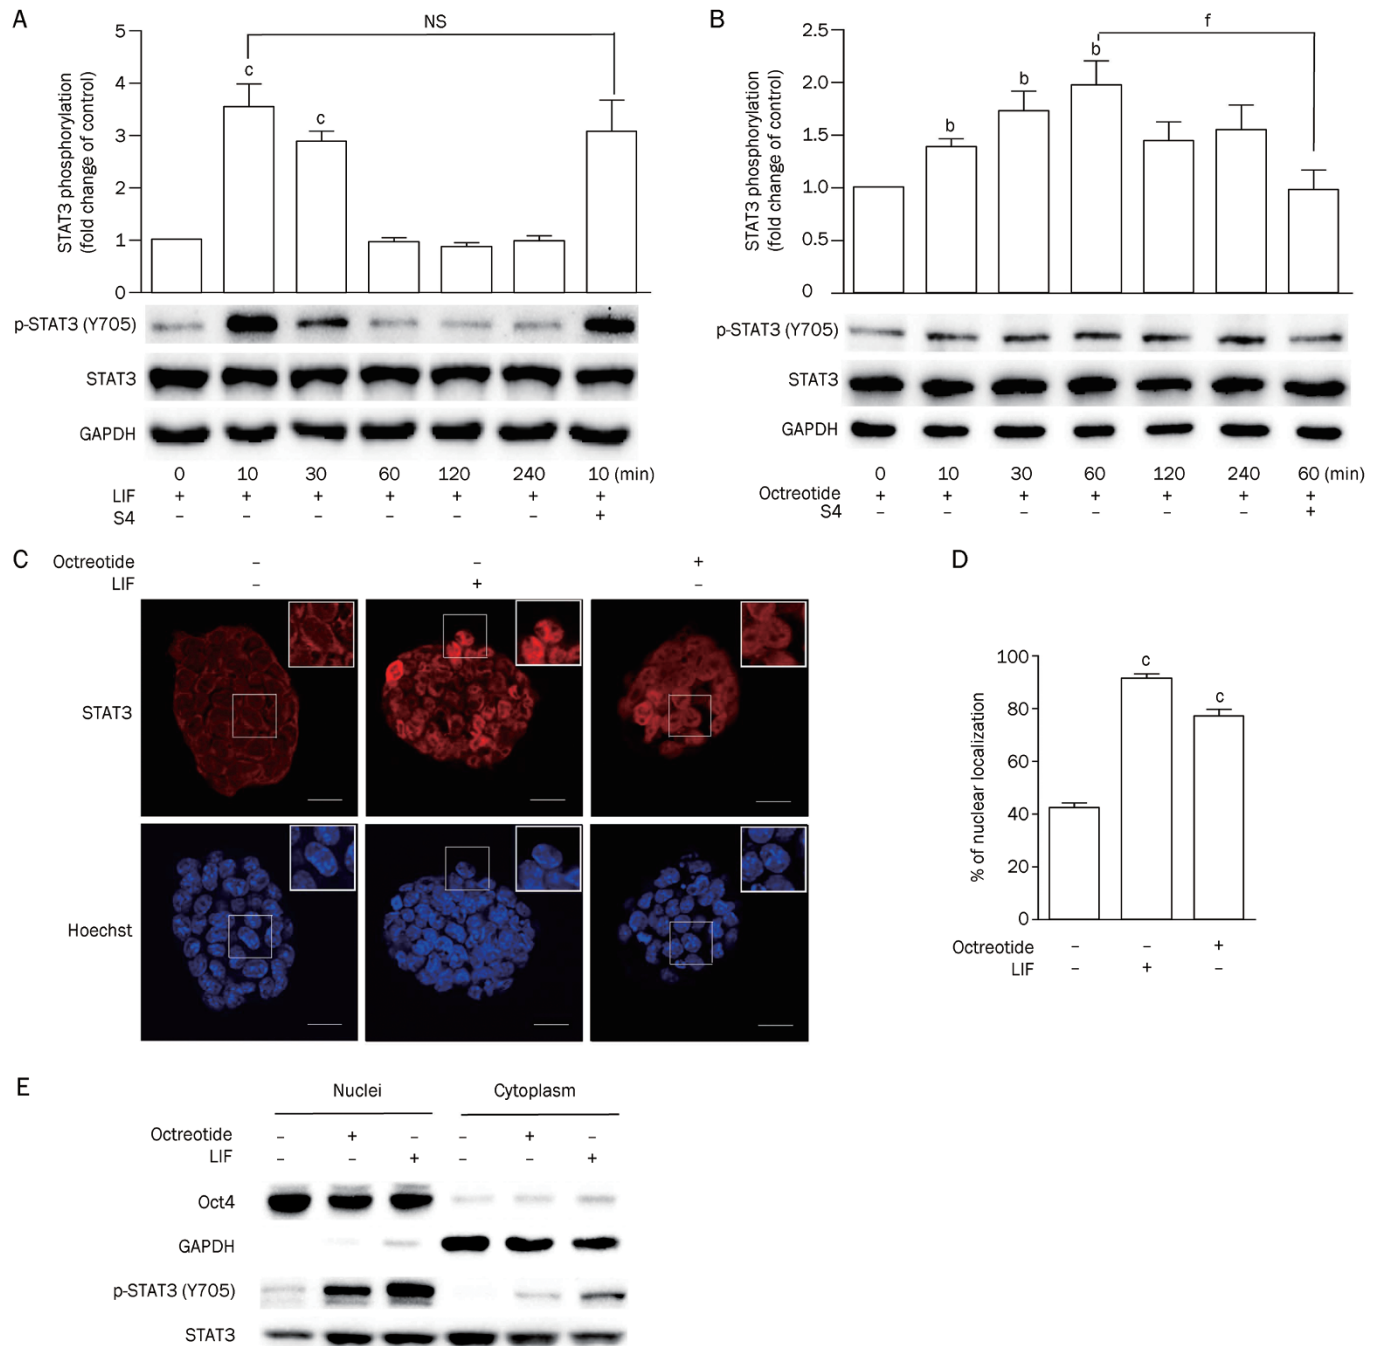 A
NS
STAT3 phosphorylation
(fold change of control)
5
4
3
2
1
0
c
c
p-STAT3 (Y705)
STAT3
GAPDH
0 10 30 60 120 240 10 (min)
LIF + + + + + + +
S4 – – – – – – +
B
f
STAT3 phosphorylation
(fold change of control)
2.5
2.0
1.5
1.0
0.5
0
b
b
b
p-STAT3 (Y705)
STAT3
GAPDH
0 10 30 60 120 240 60 (min)
Octreotide + + + + + + +
S4 – – – – – – +
C
Octreotide – – +
LIF – + –
STAT3
Hoechst
D
% of nuclear localization
100
80
60
40
20
0
c
c
Octreotide – – +
LIF – + –
E
Nuclei Cytoplasm
Octreotide – + – – + –
LIF – – + – – +
Oct4
GAPDH
p-STAT3 (Y705)
STAT3